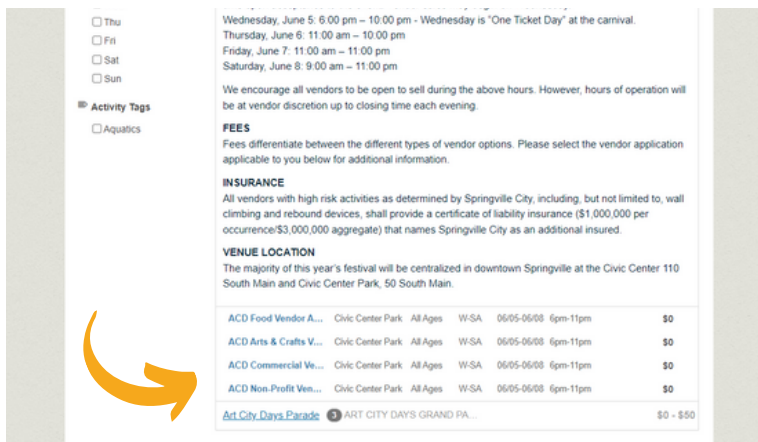 Thu
Fri
Sat
Sun
Activity Tags
Aquatics
Wednesday, June 5: 6:00 pm – 10:00 pm - Wednesday is "One Ticket Day" at the carnival.
Thursday, June 6: 11:00 am – 10:00 pm
Friday, June 7: 11:00 am – 11:00 pm
Saturday, June 8: 9:00 am – 11:00 pm
We encourage all vendors to be open to sell during the above hours. However, hours of operation will
be at vendor discretion up to closing time each evening.
FEES
Fees differentiate between the different types of vendor options. Please select the vendor application
applicable to you below for additional information.
INSURANCE
All vendors with high risk activities as determined by Springville City, including, but not limited to, wall
climbing and rebound devices, shall provide a certificate of liability insurance ($1,000,000 per
occurrence/$3,000,000 aggregate) that names Springville City as an additional insured.
VENUE LOCATION
The majority of this year's festival will be centralized in downtown Springville at the Civic Center 110
South Main and Civic Center Park, 50 South Main.
ACD Food Vendor A... Civic Center Park All Ages W-SA 06/05-06/08 6pm-11pm $0
ACD Arts & Crafts V... Civic Center Park All Ages W-SA 06/05-06/08 6pm-11pm $0
ACD Commercial Ve... Civic Center Park All Ages W-SA 06/05-06/08 6pm-11pm $0
ACD Non-Profit Ven... Civic Center Park All Ages W-SA 06/05-06/08 6pm-11pm $0
Art City Days Parade 3 ART CITY DAYS GRAND PA... $0 - $50